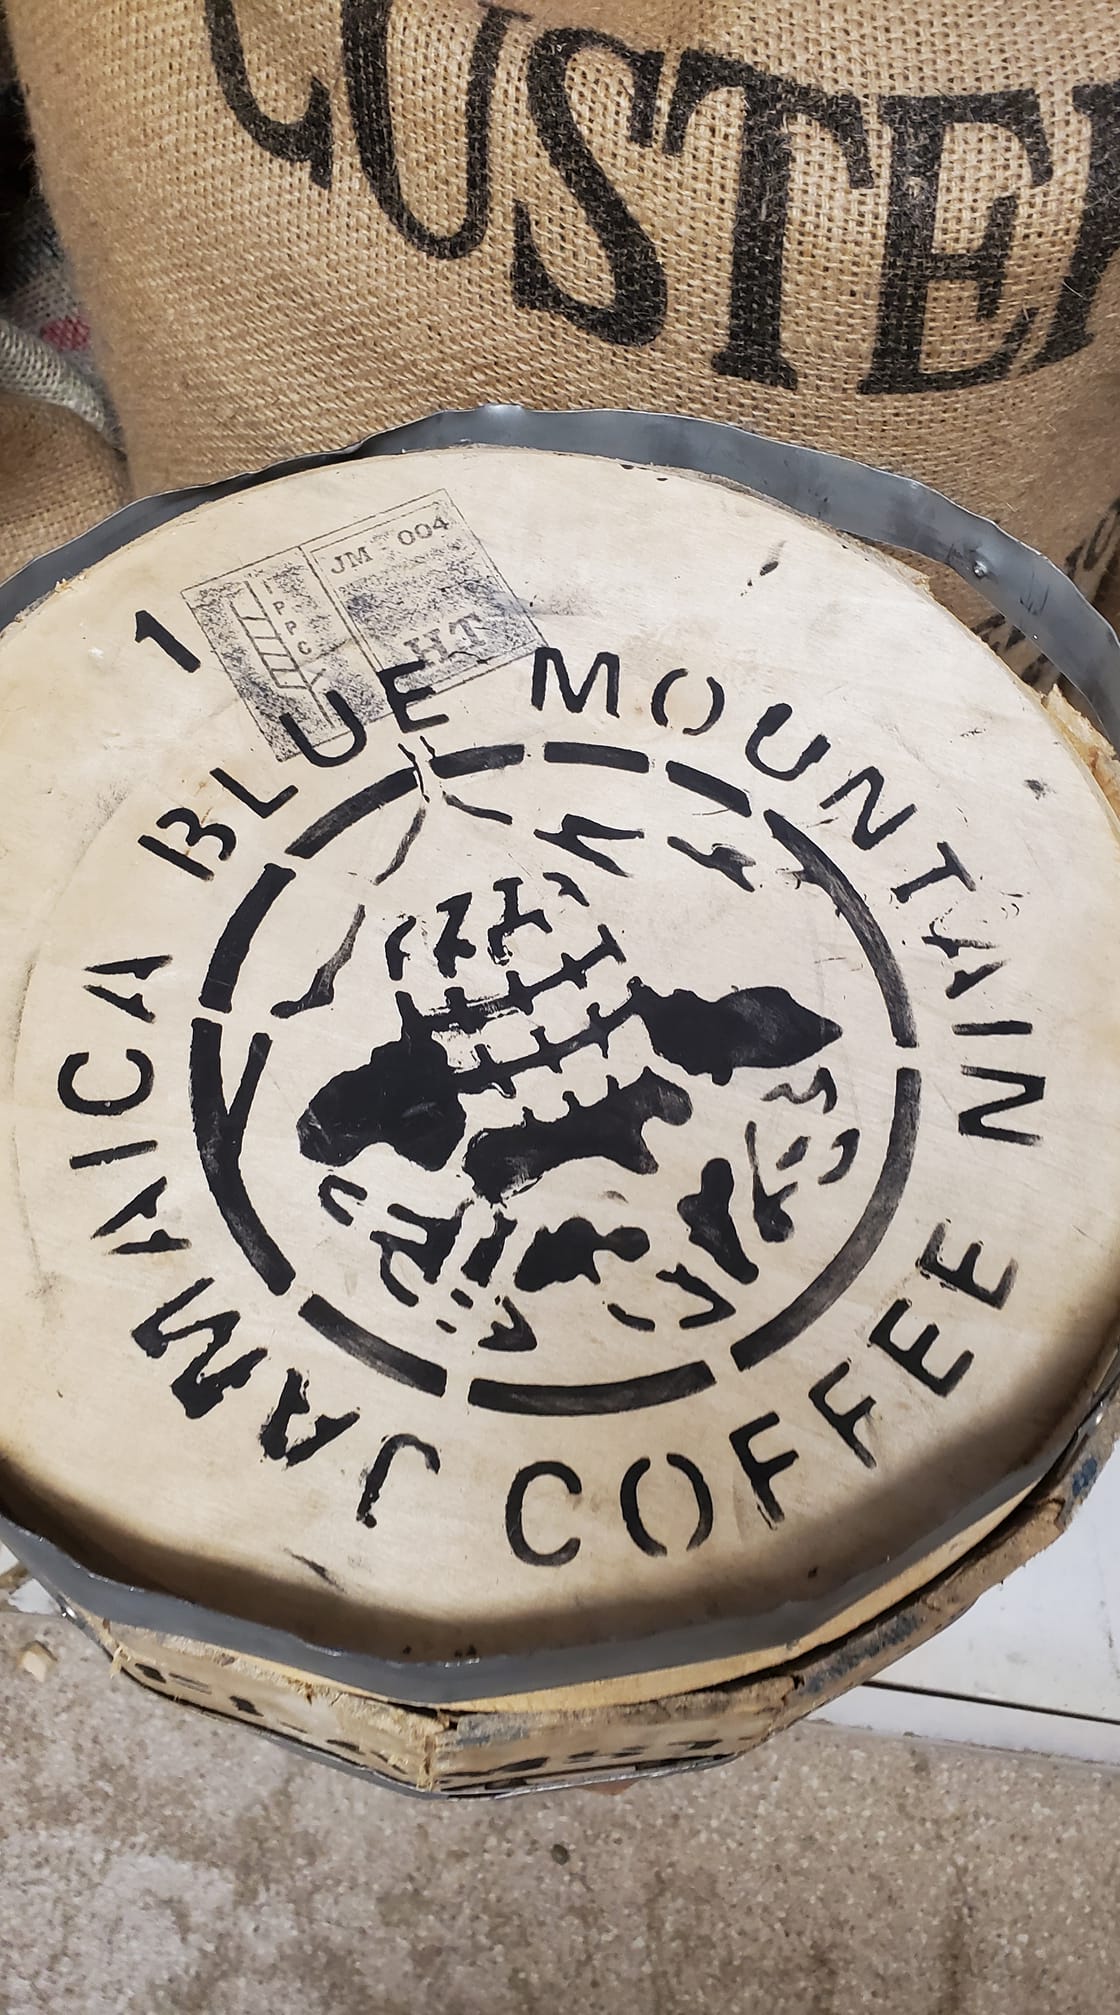 JM - 004
IPPC
HT
1
JAMAICA BLUE MOUNTAIN
COFFEE